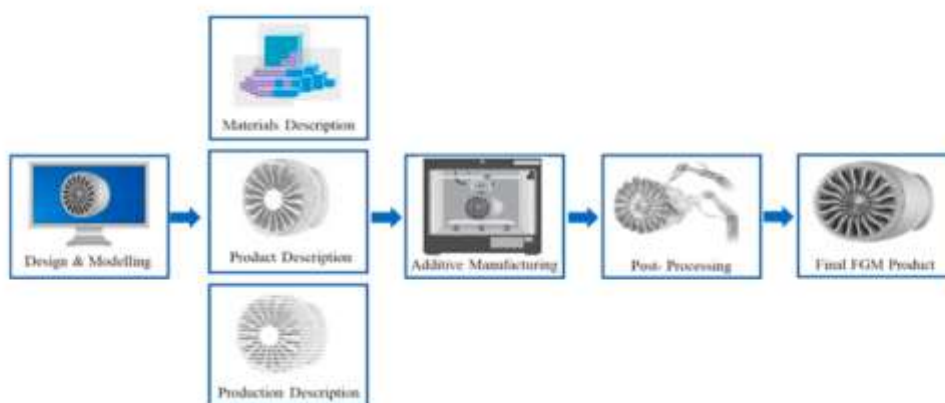 Materials Description
Design & Modelling
Product Description
Additive Manufacturing
Post- Processing
Final FGM Product
Production Description